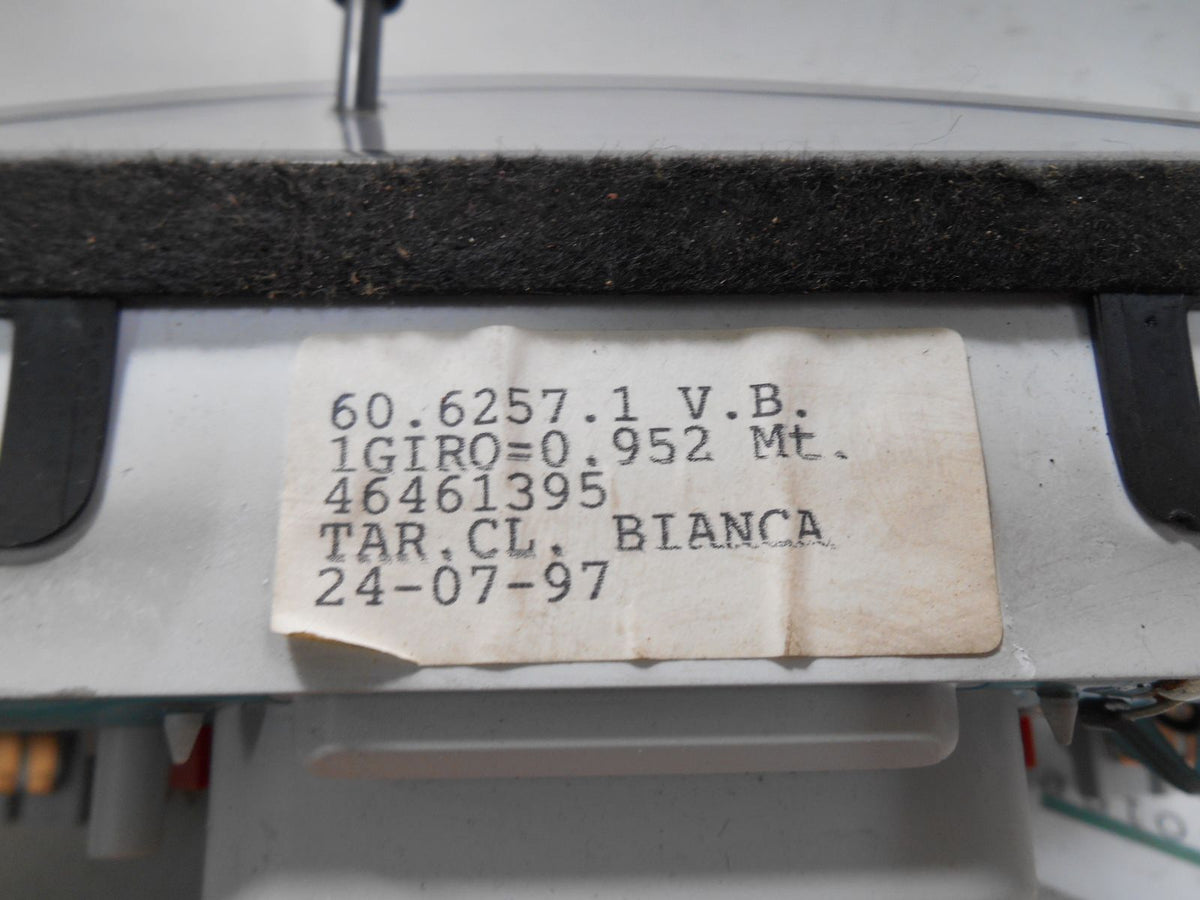 60.6257.1 V.B.
1GIRO=0.952 Mt.
46461395
TAR.CL. BIANCA
24-07-97